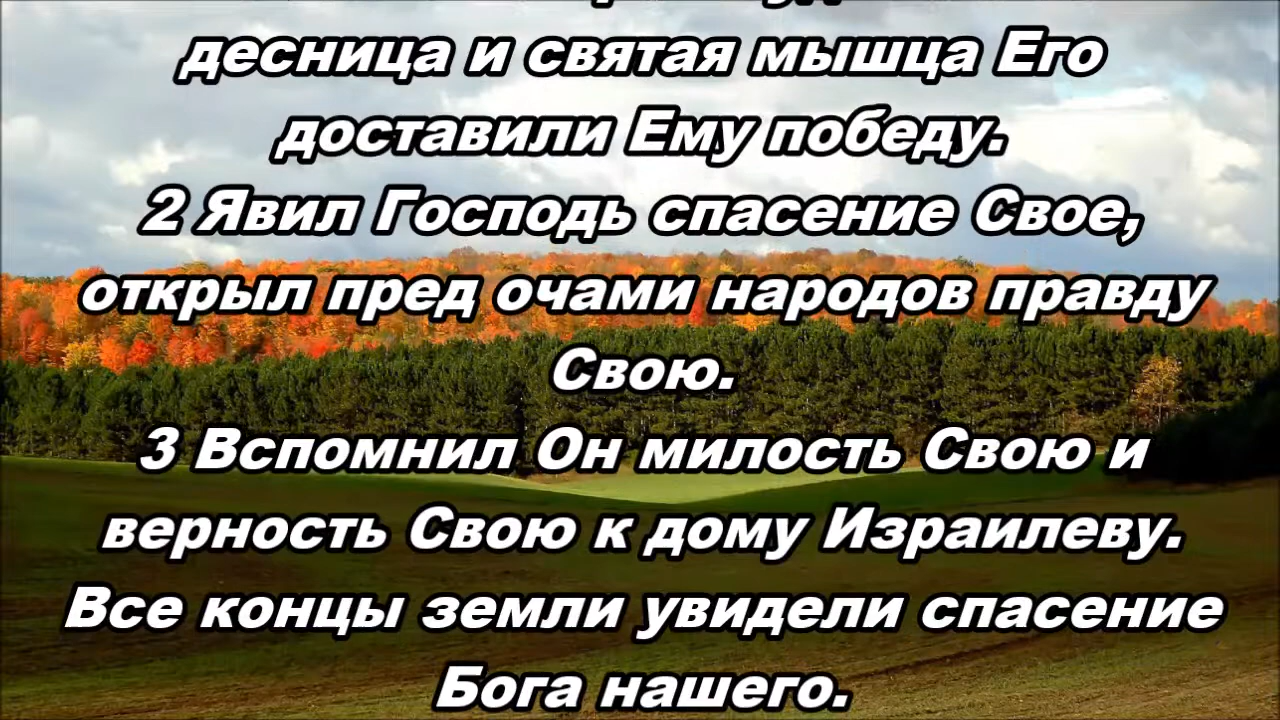 десница и святая мышца Его
доставили Ему победу.
2 Явил Господь спасение Свое,
открыл пред очами народов правду
Свою.
3 Вспомнил Он милость Свою и
верность Свою к дому Израилеву.
Все концы земли увидели спасение
Бога нашего.